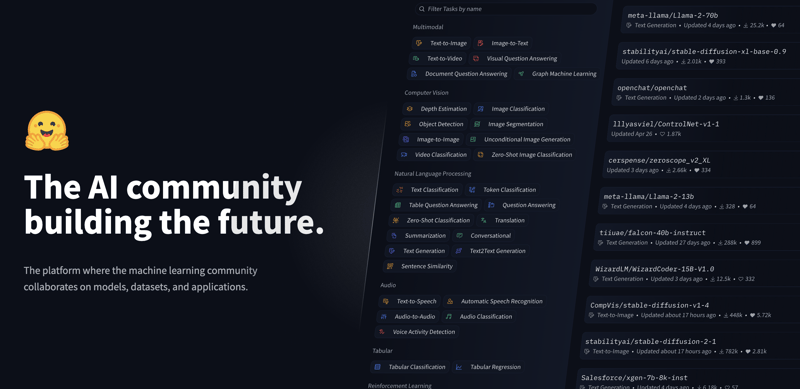 The AI community
building the future.
The platform where the machine learning community
collaborates on models, datasets, and applications.
Filter Tasks by name
Multimodal
Text-to-Image Image-to-Text
Text-to-Video Visual Question Answering
Document Question Answering Graph Machine Learning
Computer Vision
Depth Estimation Image Classification
Object Detection Image Segmentation
Image-to-Image Unconditional Image Generation
Video Classification Zero-Shot Image Classification
Natural Language Processing
Text Classification Token Classification
Table Question Answering Question Answering
Zero-Shot Classification Translation
Summarization Conversational
Text Generation Text2Text Generation
Sentence Similarity
Audio
Text-to-Speech Automatic Speech Recognition
Audio-to-Audio Audio Classification
Voice Activity Detection
Tabular
Tabular Classification Tabular Regression
Reinforcement Learning
meta-llama/Llama-2-70b
Text Generation • Updated 4 days ago • 25.2k • 64
stabilityai/stable-diffusion-xl-base-0.9
Updated 6 days ago • 2.01k • 393
openchat/openchat
Text Generation • Updated 2 days ago • 1.3k • 136
lllyasviel/ControlNet-v1-1
Updated Apr 26 • 1.87k
cerspense/zeroscope_v2_XL
Updated 3 days ago • 2.66k • 334
meta-llama/Llama-2-13b
Text Generation • Updated 4 days ago • 328 • 64
tiiuae/falcon-40b-instruct
Text Generation • Updated 27 days ago • 288k • 899
WizardLM/WizardCoder-15B-V1.0
Text Generation • Updated 3 days ago • 12.5k • 332
CompVis/stable-diffusion-v1-4
Text-to-Image • Updated about 17 hours ago • 448k • 5.72k
stabilityai/stable-diffusion-2-1
Text-to-Image • Updated about 17 hours ago • 782k • 2.81k
Salesforce/xgen-7b-8k-inst